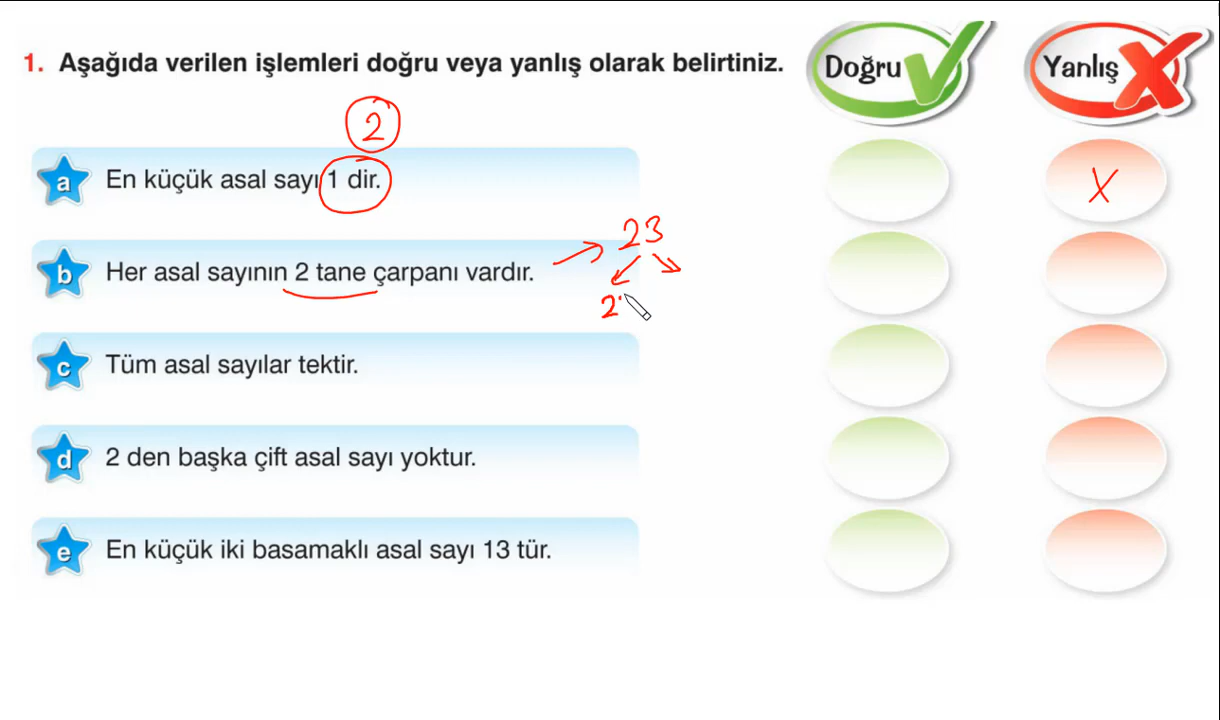 1. Aşağıda verilen işlemleri doğru veya yanlış olarak belirtiniz.
Doğru
Yanlış
2
a En küçük asal sayı 1 dir.
X
23
b Her asal sayının 2 tane çarpanı vardır.
2
c Tüm asal sayılar tektir.
d 2 den başka çift asal sayı yoktur.
e En küçük iki basamaklı asal sayı 13 tür.